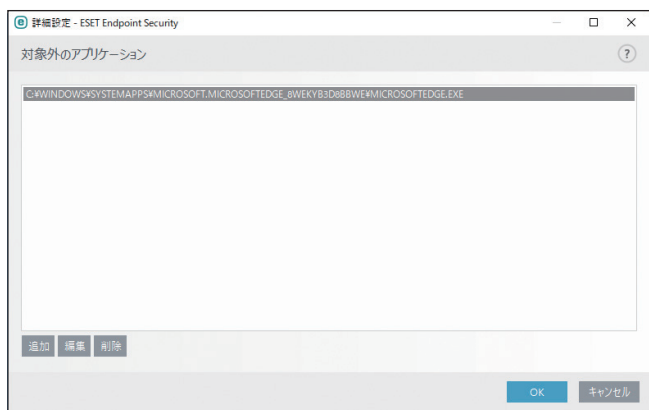 e 詳細設定 - ESET Endpoint Security
対象外のアプリケーション
?
C:¥WINDOWS¥SYSTEMAPPS¥MICROSOFT.MICROSOFTEDGE_8WEKYB3D8BBWE¥MICROSOFTEDGE.EXE
追加 編集 削除
OK キャンセル